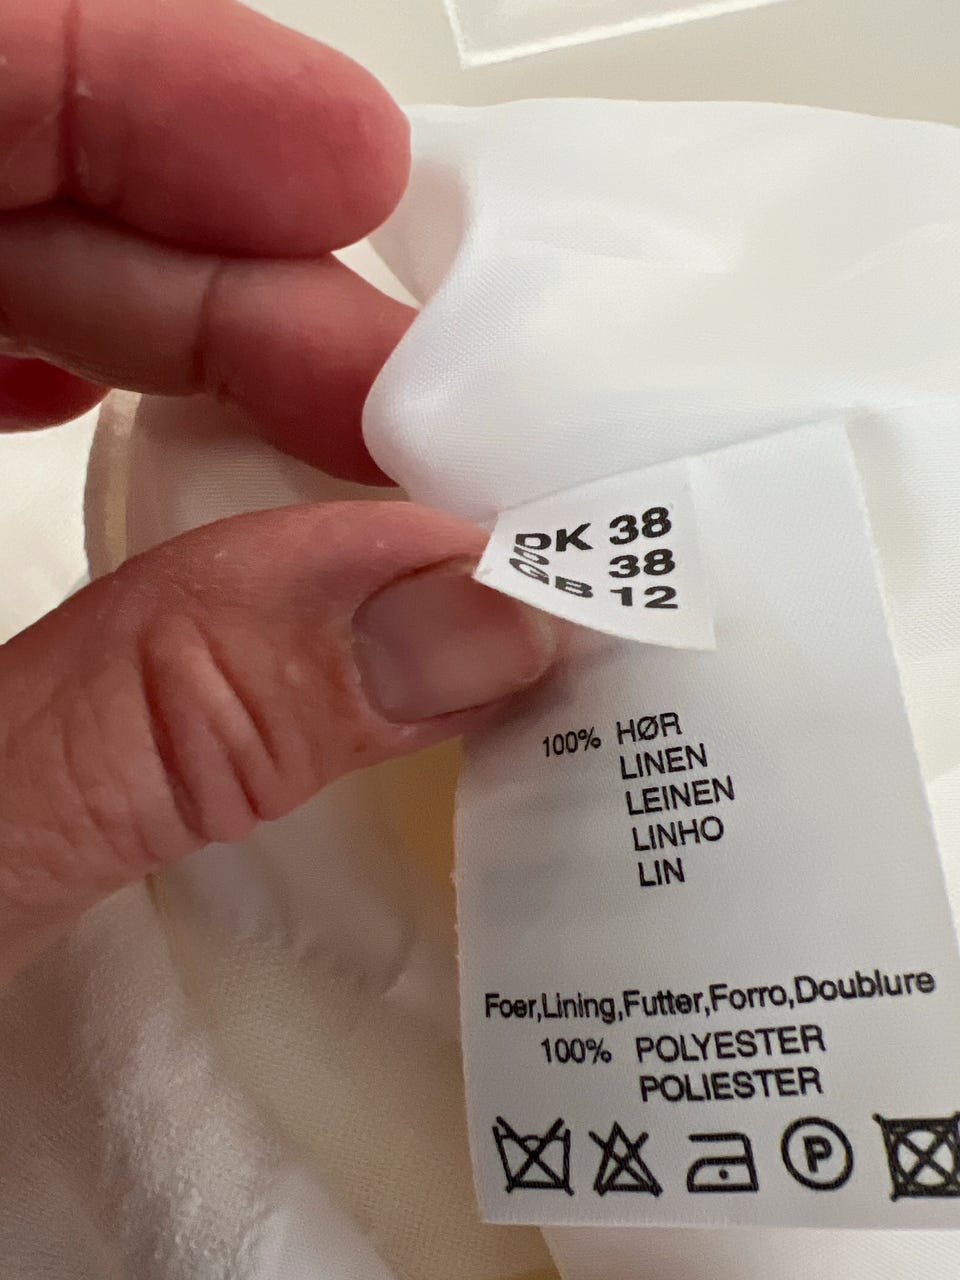 DK 38
D 38
GB 12
100% HØR
LINEN
LEINEN
LINHO
LIN
Foer,Lining,Futter,Forro,Doublure
100% POLYESTER
POLIESTER
P